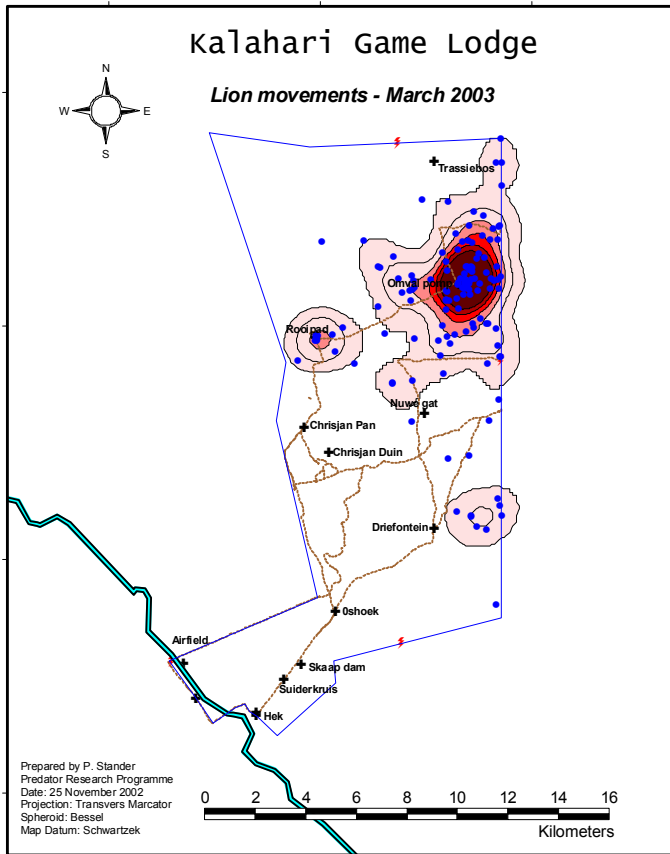 Kalahari Game Lodge
Lion movements - March 2003
N
W E
S
Trassiebos
Omval pomp
Rooipad
Nuwe gat
Chrisjan Pan
Chrisjan Duin
Driefontein
0shoek
Airfield
Skaap dam
Suiderkruis
Hek
Prepared by P. Stander
Predator Research Programme
Date: 25 November 2002
Projection: Transvers Marcator
Spheroid: Bessel
Map Datum: Schwartzek
0 2 4 6 8 10 12 14 16
Kilometers